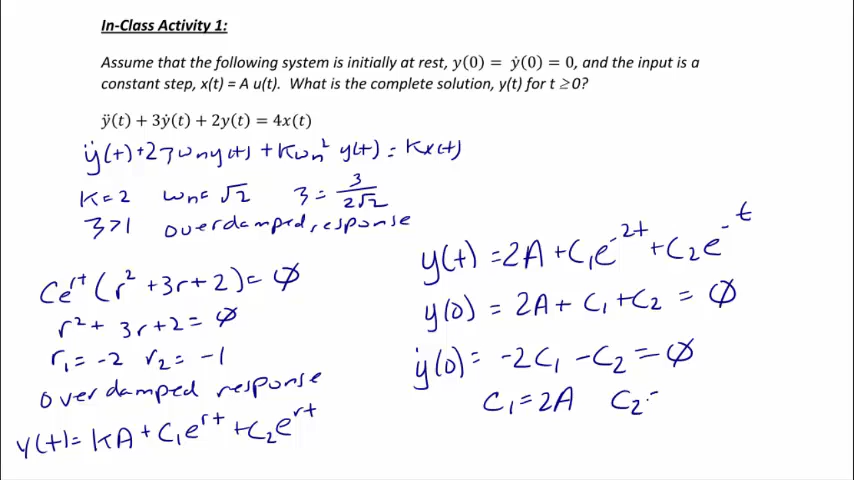 In-Class Activity 1:
Assume that the following system is initially at rest, y(0) = ẏ(0) = 0, and the input is a
constant step, x(t) = A u(t). What is the complete solution, y(t) for t ≥0?
ÿ(t) + 3ẏ(t) + 2y(t) = 4x(t)
ÿ(t)+2ζωny(t)+Kωn² y(t)=Kx(t)
K=2 ωn=√2 ζ=3/(2√2)
ζ>1 overdamped, response
Ce^rt(r²+3r+2)=∅
r²+3r+2=∅
r₁=-2 r₂=-1
Overdamped response
y(t)=KA+C₁e^rt+C₂e^rt
y(t)=2A+C₁e^-2t+C₂e^-t
y(0)=2A+C₁+C₂=∅
ẏ(0)=-2C₁-C₂=∅
C₁=2A C₂=